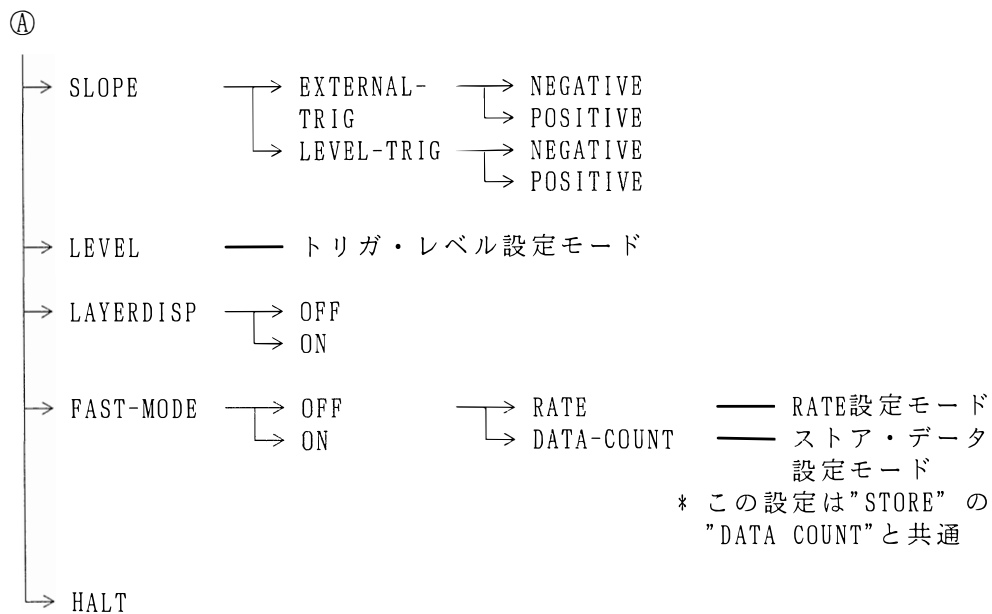 Ⓐ
SLOPE EXTERNAL- NEGATIVE
TRIG POSITIVE
LEVEL-TRIG NEGATIVE
POSITIVE
LEVEL トリガ・レベル設定モード
LAYERDISP OFF
ON
FAST-MODE OFF RATE RATE設定モード
ON DATA-COUNT ストア・データ
設定モード
* この設定は"STORE" の
"DATA COUNT"と共通
HALT